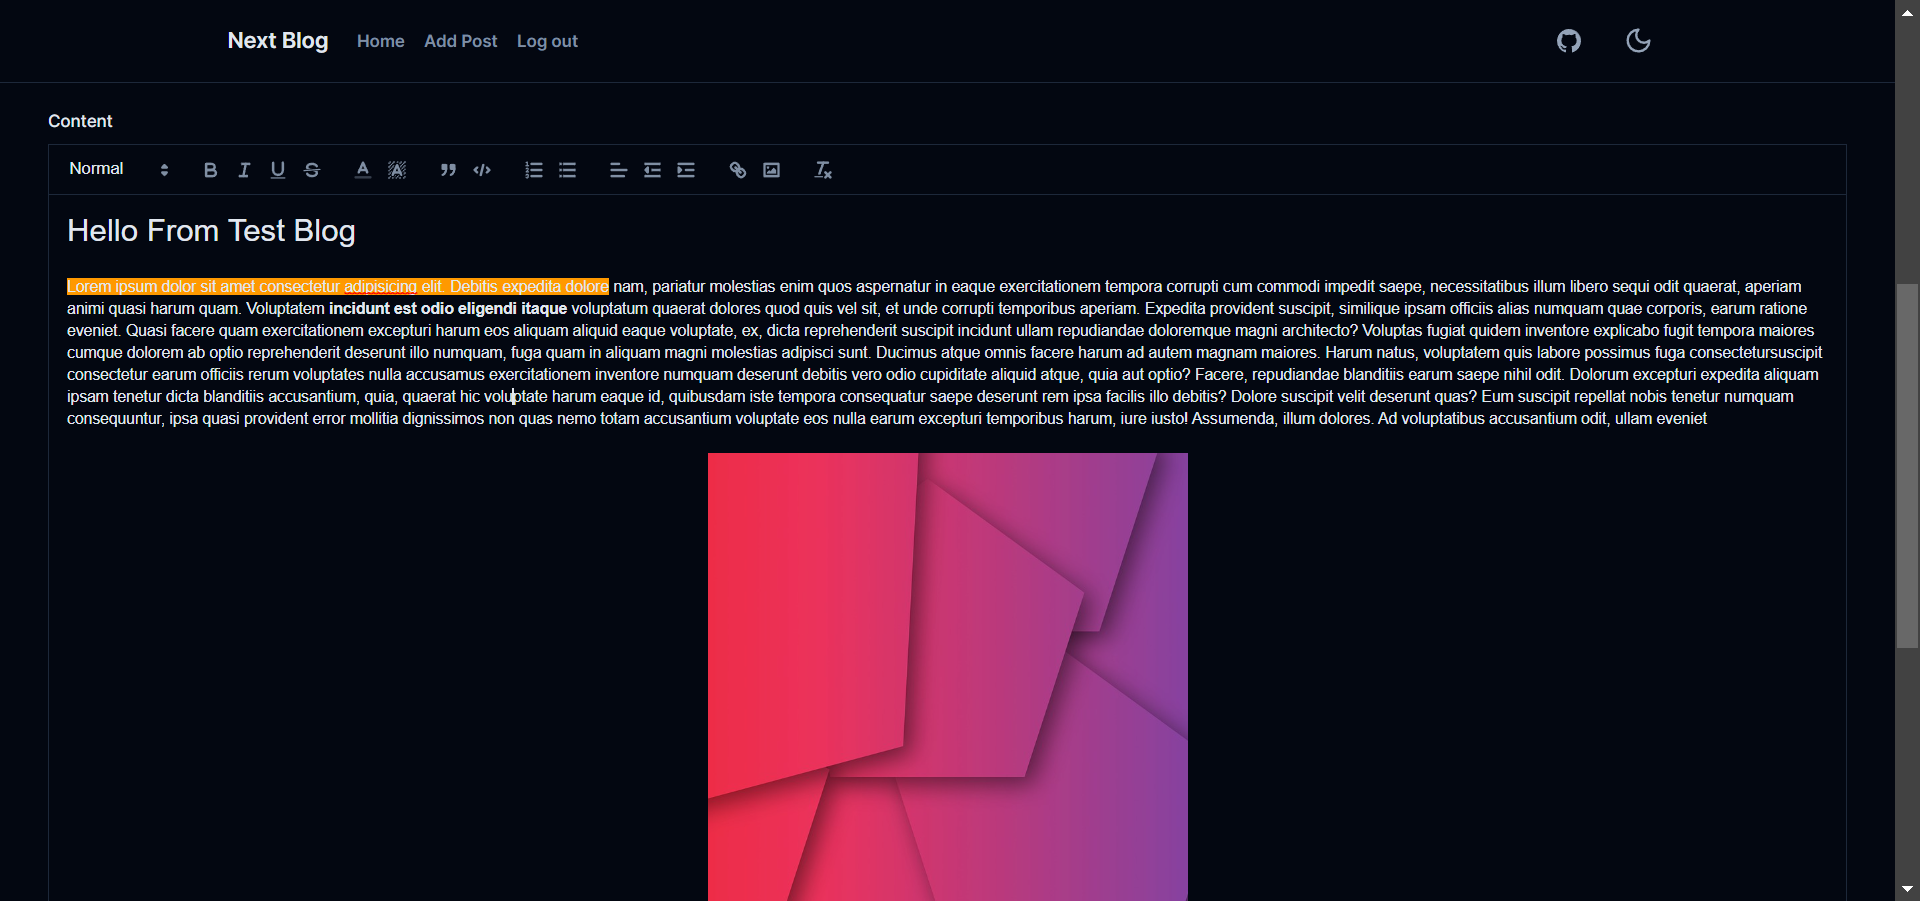 Next Blog Home Add Post Log out
Content
Normal
Hello From Test Blog
Lorem ipsum dolor sit amet consectetur adipisicing elit. Debitis expedita dolore nam, pariatur molestias enim quos aspernatur in eaque exercitationem tempora corrupti cum commodi impedit saepe, necessitatibus illum libero sequi odit quaerat, aperiam
animi quasi harum quam. Voluptatem incidunt est odio eligendi itaque voluptatum quaerat dolores quod quis vel sit, et unde corrupti temporibus aperiam. Expedita provident suscipit, similique ipsam officiis alias numquam quae corporis, earum ratione
eveniet. Quasi facere quam exercitationem excepturi harum eos aliquam aliquid eaque voluptate, ex, dicta reprehenderit suscipit incidunt ullam repudiandae doloremque magni architecto? Voluptas fugiat quidem inventore explicabo fugit tempora maiores
cumque dolorem ab optio reprehenderit deserunt illo numquam, fuga quam in aliquam magni molestias adipisci sunt. Ducimus atque omnis facere harum ad autem magnam maiores. Harum natus, voluptatem quis labore possimus fuga consectetursuscipit
consectetur earum officiis rerum voluptates nulla accusamus exercitationem inventore numquam deserunt debitis vero odio cupiditate aliquid atque, quia aut optio? Facere, repudiandae blanditiis earum saepe nihil odit. Dolorum excepturi expedita aliquam
ipsam tenetur dicta blanditiis accusantium, quia, quaerat hic voluptate harum eaque id, quibusdam iste tempora consequatur saepe deserunt rem ipsa facilis illo debitis? Dolore suscipit velit deserunt quas? Eum suscipit repellat nobis tenetur numquam
consequuntur, ipsa quasi provident error mollitia dignissimos non quas nemo totam accusantium voluptate eos nulla earum excepturi temporibus harum, iure iusto! Assumenda, illum dolores. Ad voluptatibus accusantium odit, ullam eveniet